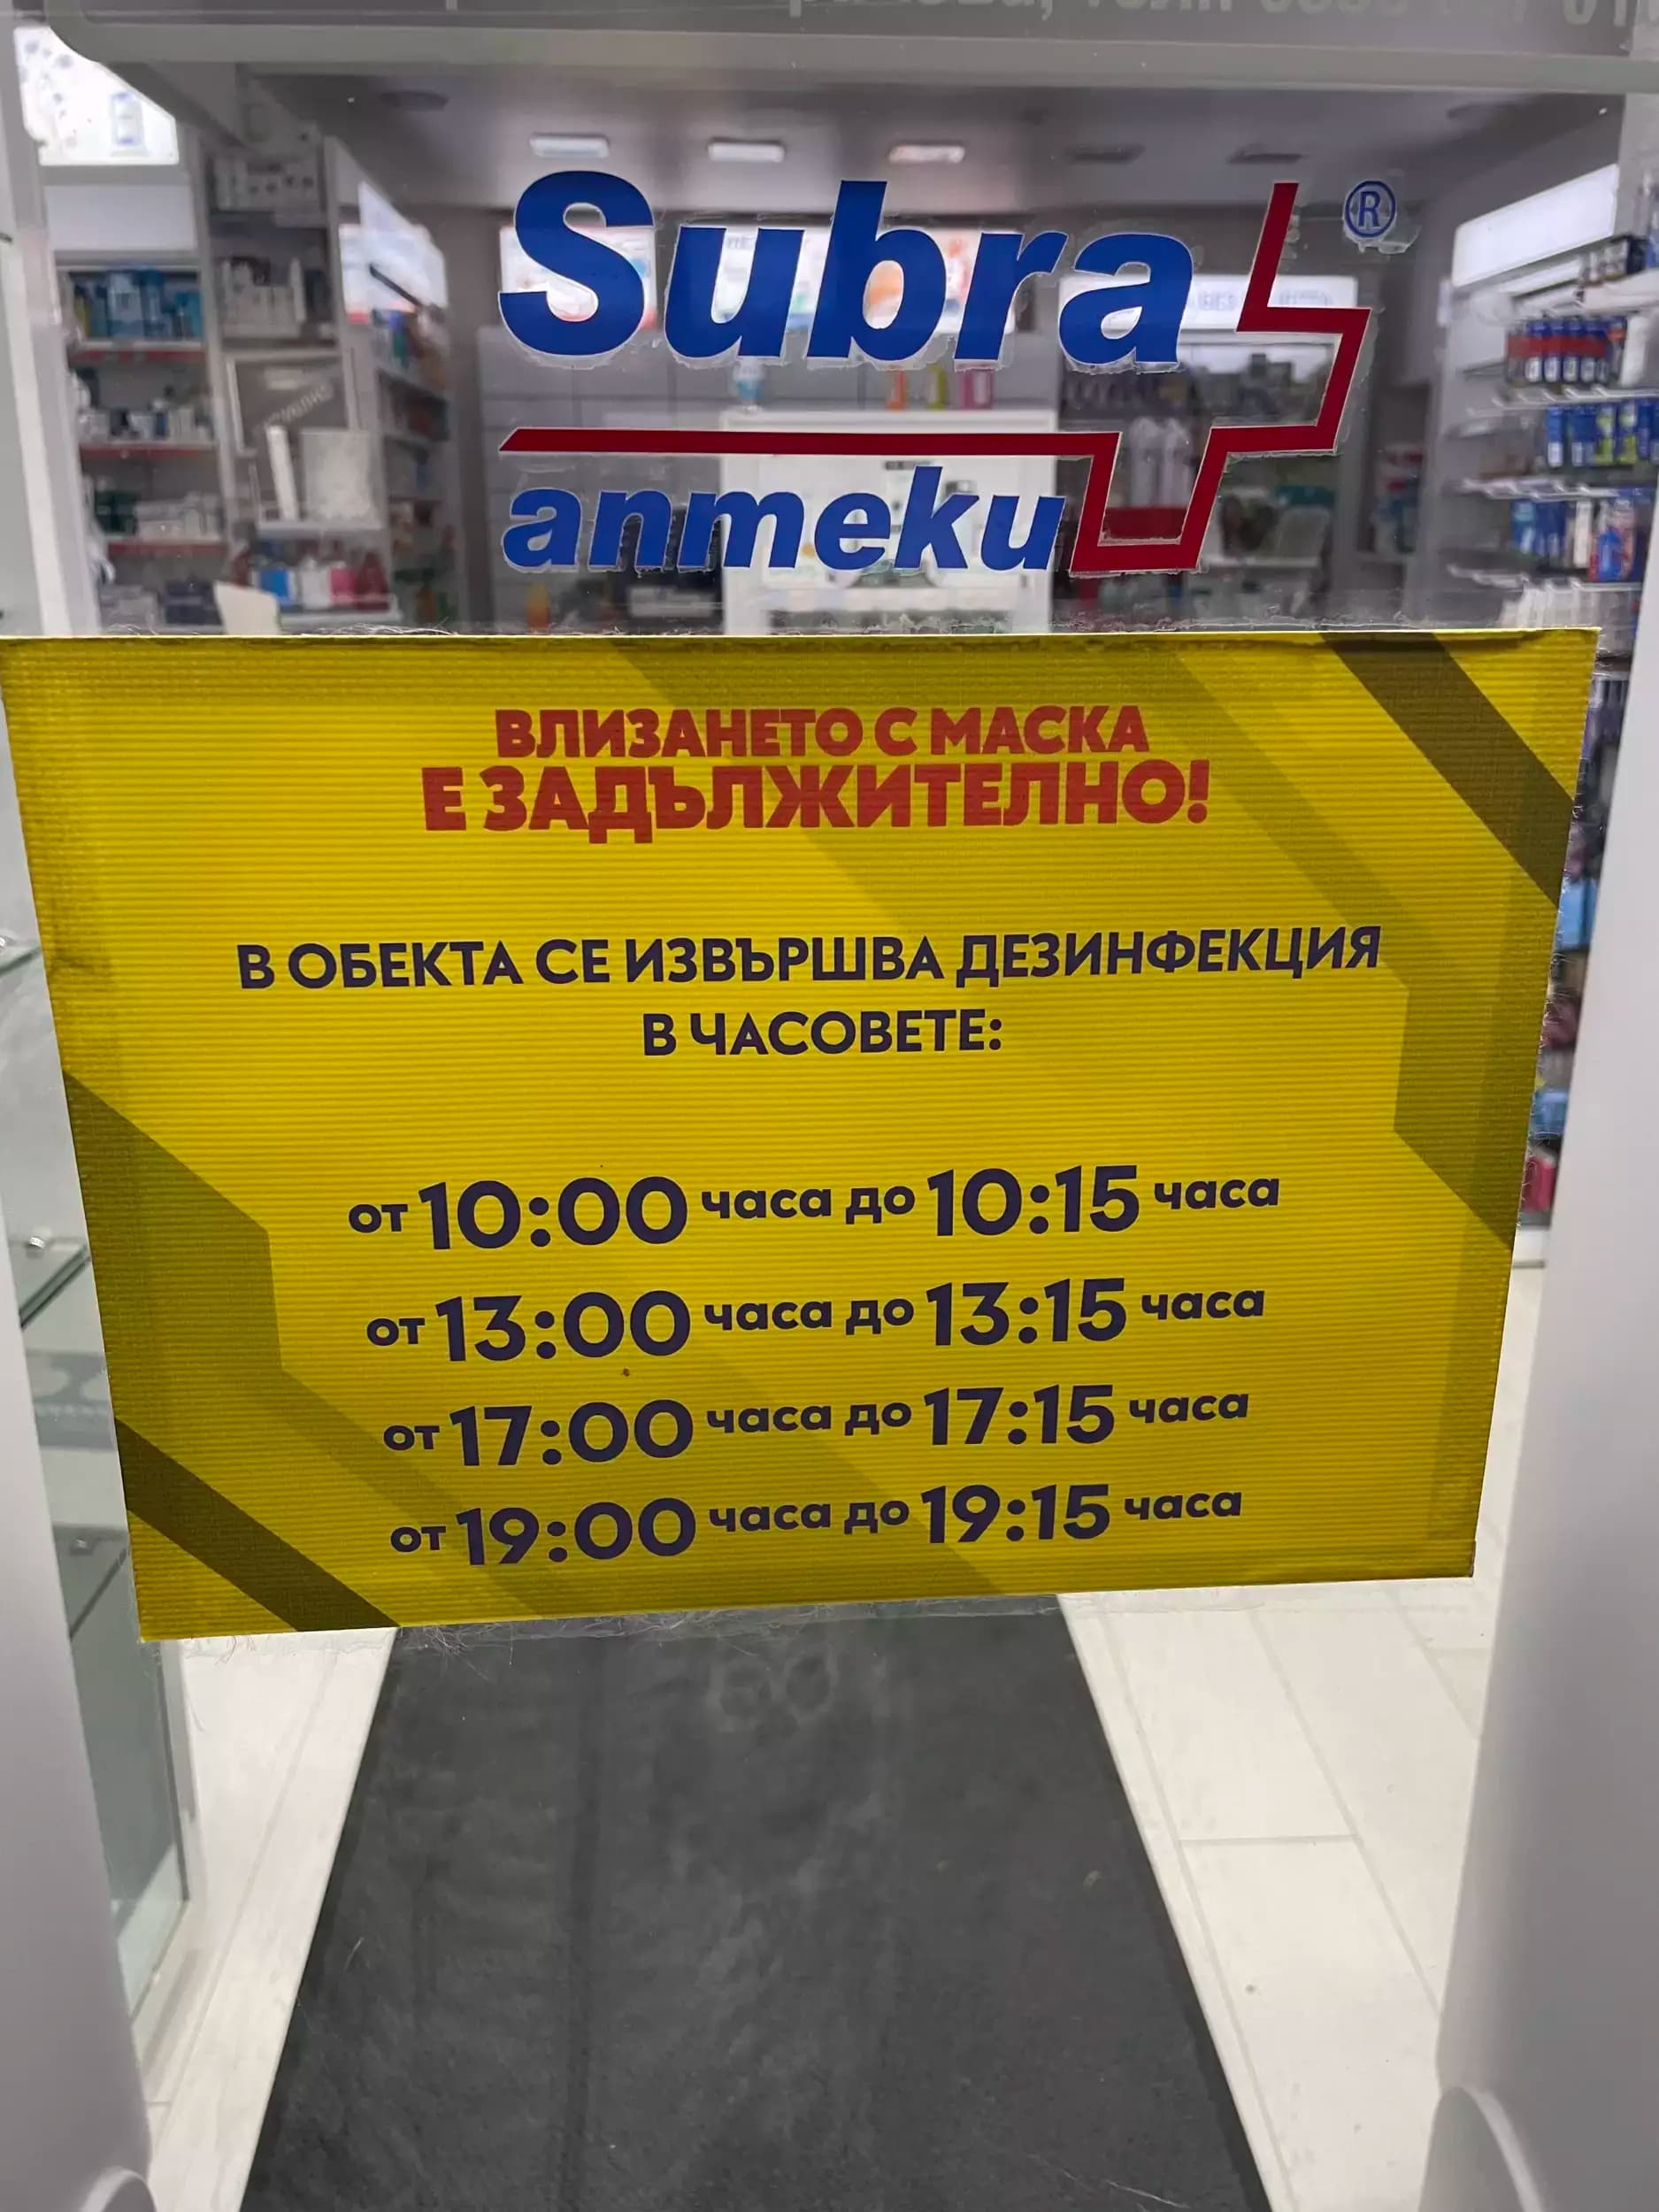 Subra®
аптеки
ВЛИЗАНЕТО С МАСКА
Е ЗАДЪЛЖИТЕЛНО!
В ОБЕКТА СЕ ИЗВЪРШВА ДЕЗИНФЕКЦИЯ
В ЧАСОВЕТЕ:
от 10:00 часа до 10:15 часа
от 13:00 часа до 13:15 часа
от 17:00 часа до 17:15 часа
от 19:00 часа до 19:15 часа